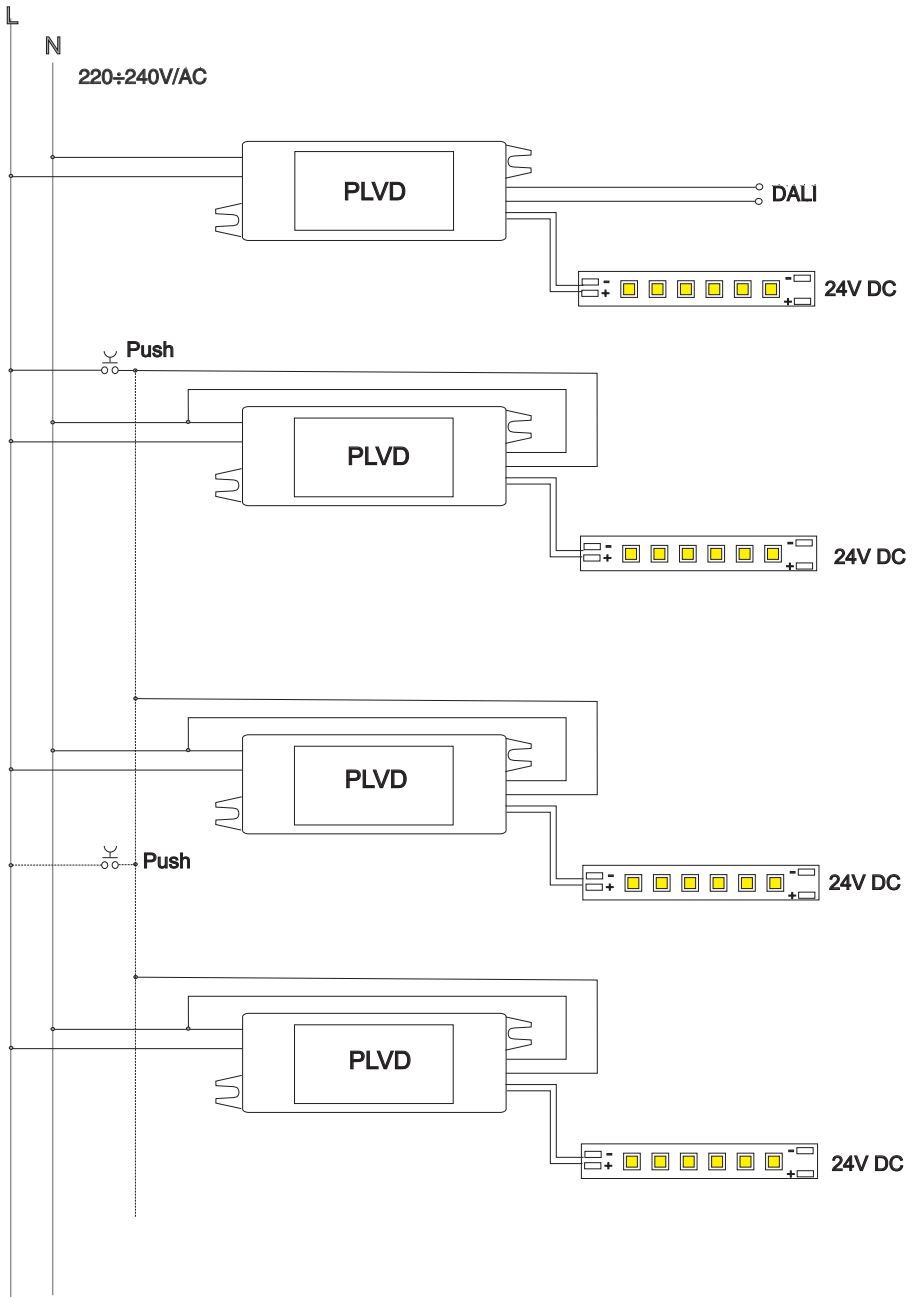 L
N
220÷240V/AC
PLVD
DALI
- -
+ +
24V DC
Push
PLVD
- -
+ +
24V DC
PLVD
Push
- -
+ +
24V DC
PLVD
- -
+ +
24V DC